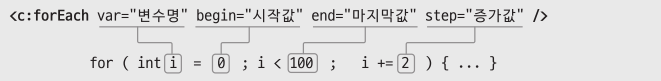 <c:forEach var="변수명" begin="시작값" end="마지막값" step="증가값" />
for ( int i = 0 ; i < 100 ; i += 2 ) { ... }